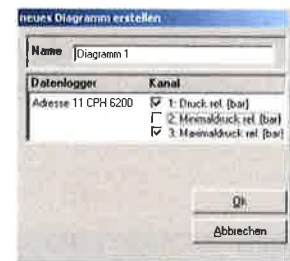 neues Diagramm erstellen
Name Diagramm 1
Datenlogger Kanal
Adresse 11 CPH 6200 1: Druck rel. (bar)
2: Minimaldruck rel. (bar)
3: Maximaldruck rel. (bar)
Ok
Abbrechen